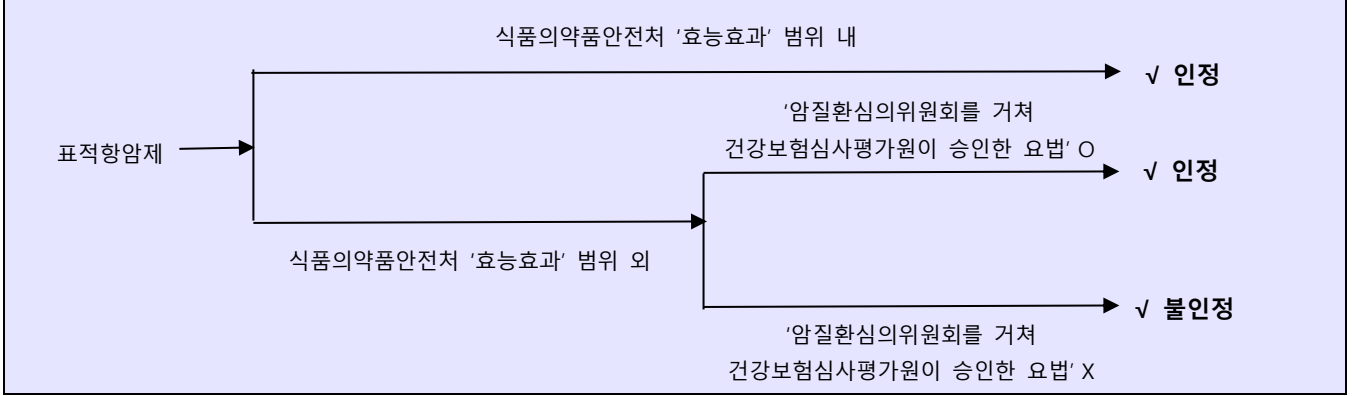 식품의약품안전처 '효능효과' 범위 내
√ 인정
'암질환심의위원회를 거쳐
건강보험심사평가원이 승인한 요법' O
표적항암제
√ 인정
식품의약품안전처 '효능효과' 범위 외
√ 불인정
'암질환심의위원회를 거쳐
건강보험심사평가원이 승인한 요법' X